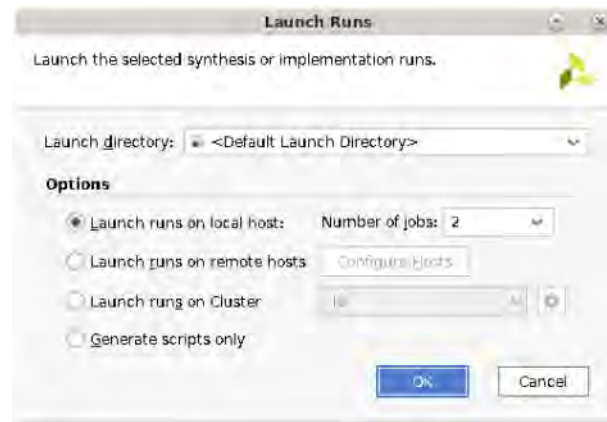 Launch Runs
Launch the selected synthesis or implementation runs.
Launch directory: <Default Launch Directory>
Options
Launch runs on local host: Number of jobs: 2
Launch runs on remote hosts Configure Hosts
Launch runs on Cluster
Generate scripts only
OK Cancel